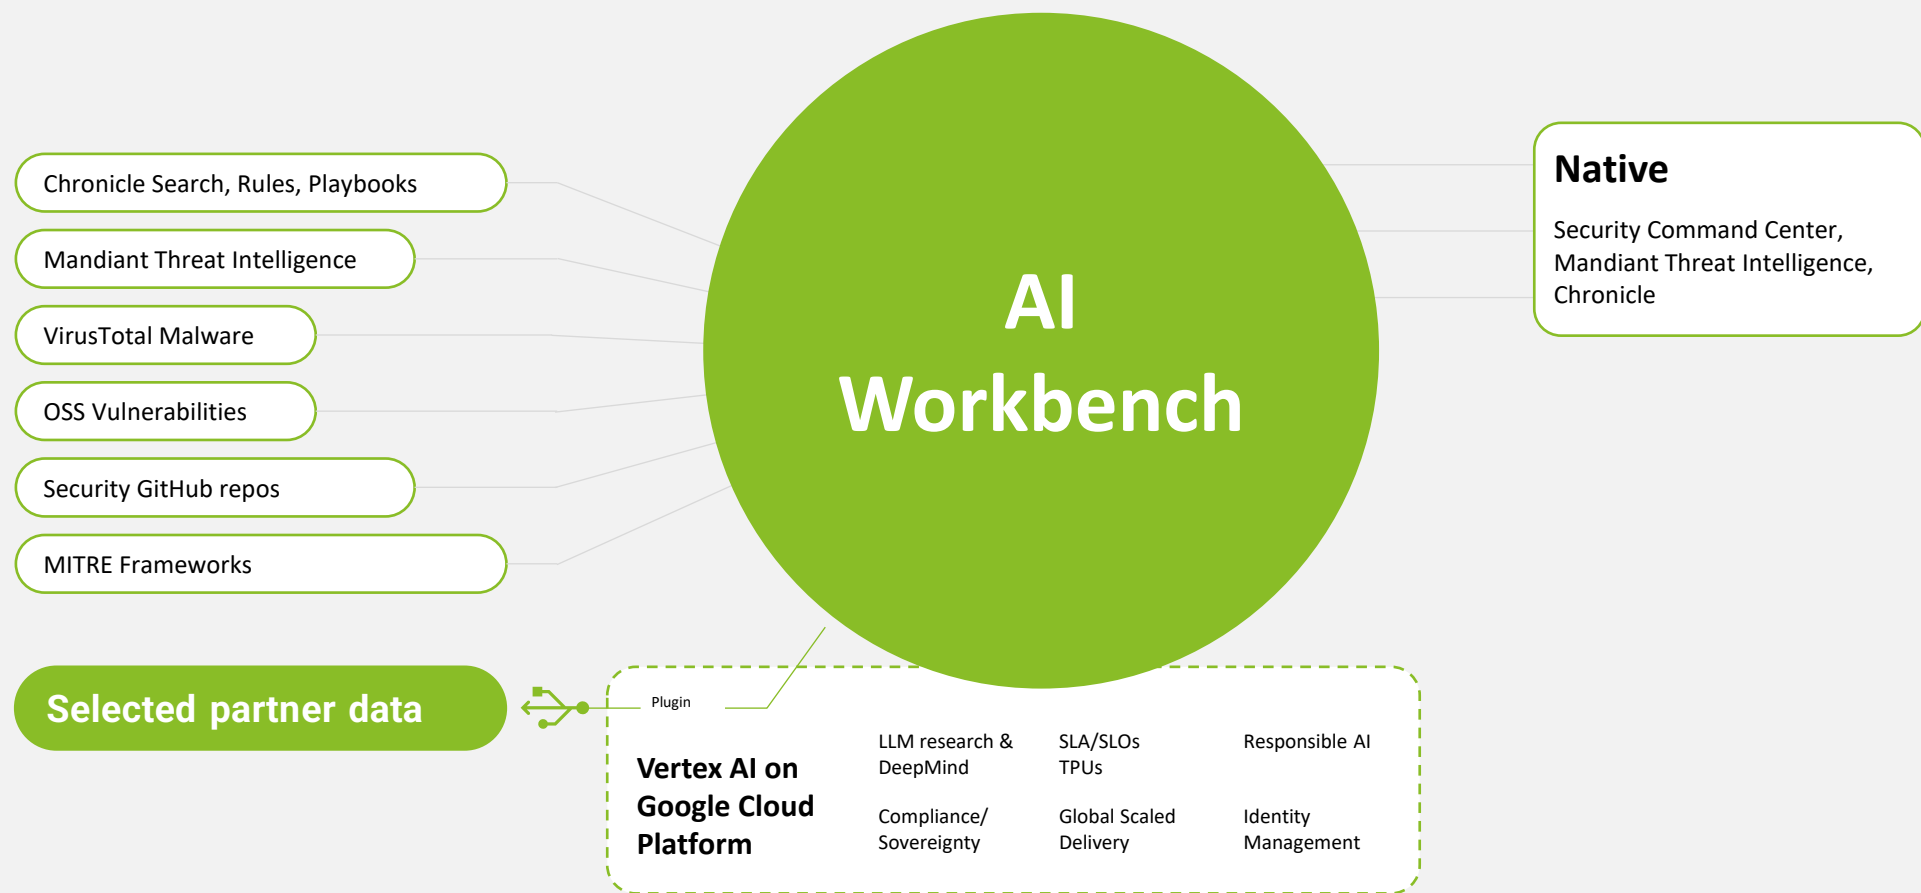 Chronicle Search, Rules, Playbooks
Mandiant Threat Intelligence
VirusTotal Malware
OSS Vulnerabilities
Security GitHub repos
MITRE Frameworks
Selected partner data
AI
Workbench
Native
Security Command Center,
Mandiant Threat Intelligence,
Chronicle
Plugin
Vertex AI on
Google Cloud
Platform
LLM research &
DeepMind
SLA/SLOs
TPUs
Responsible AI
Compliance/
Sovereignty
Global Scaled
Delivery
Identity
Management